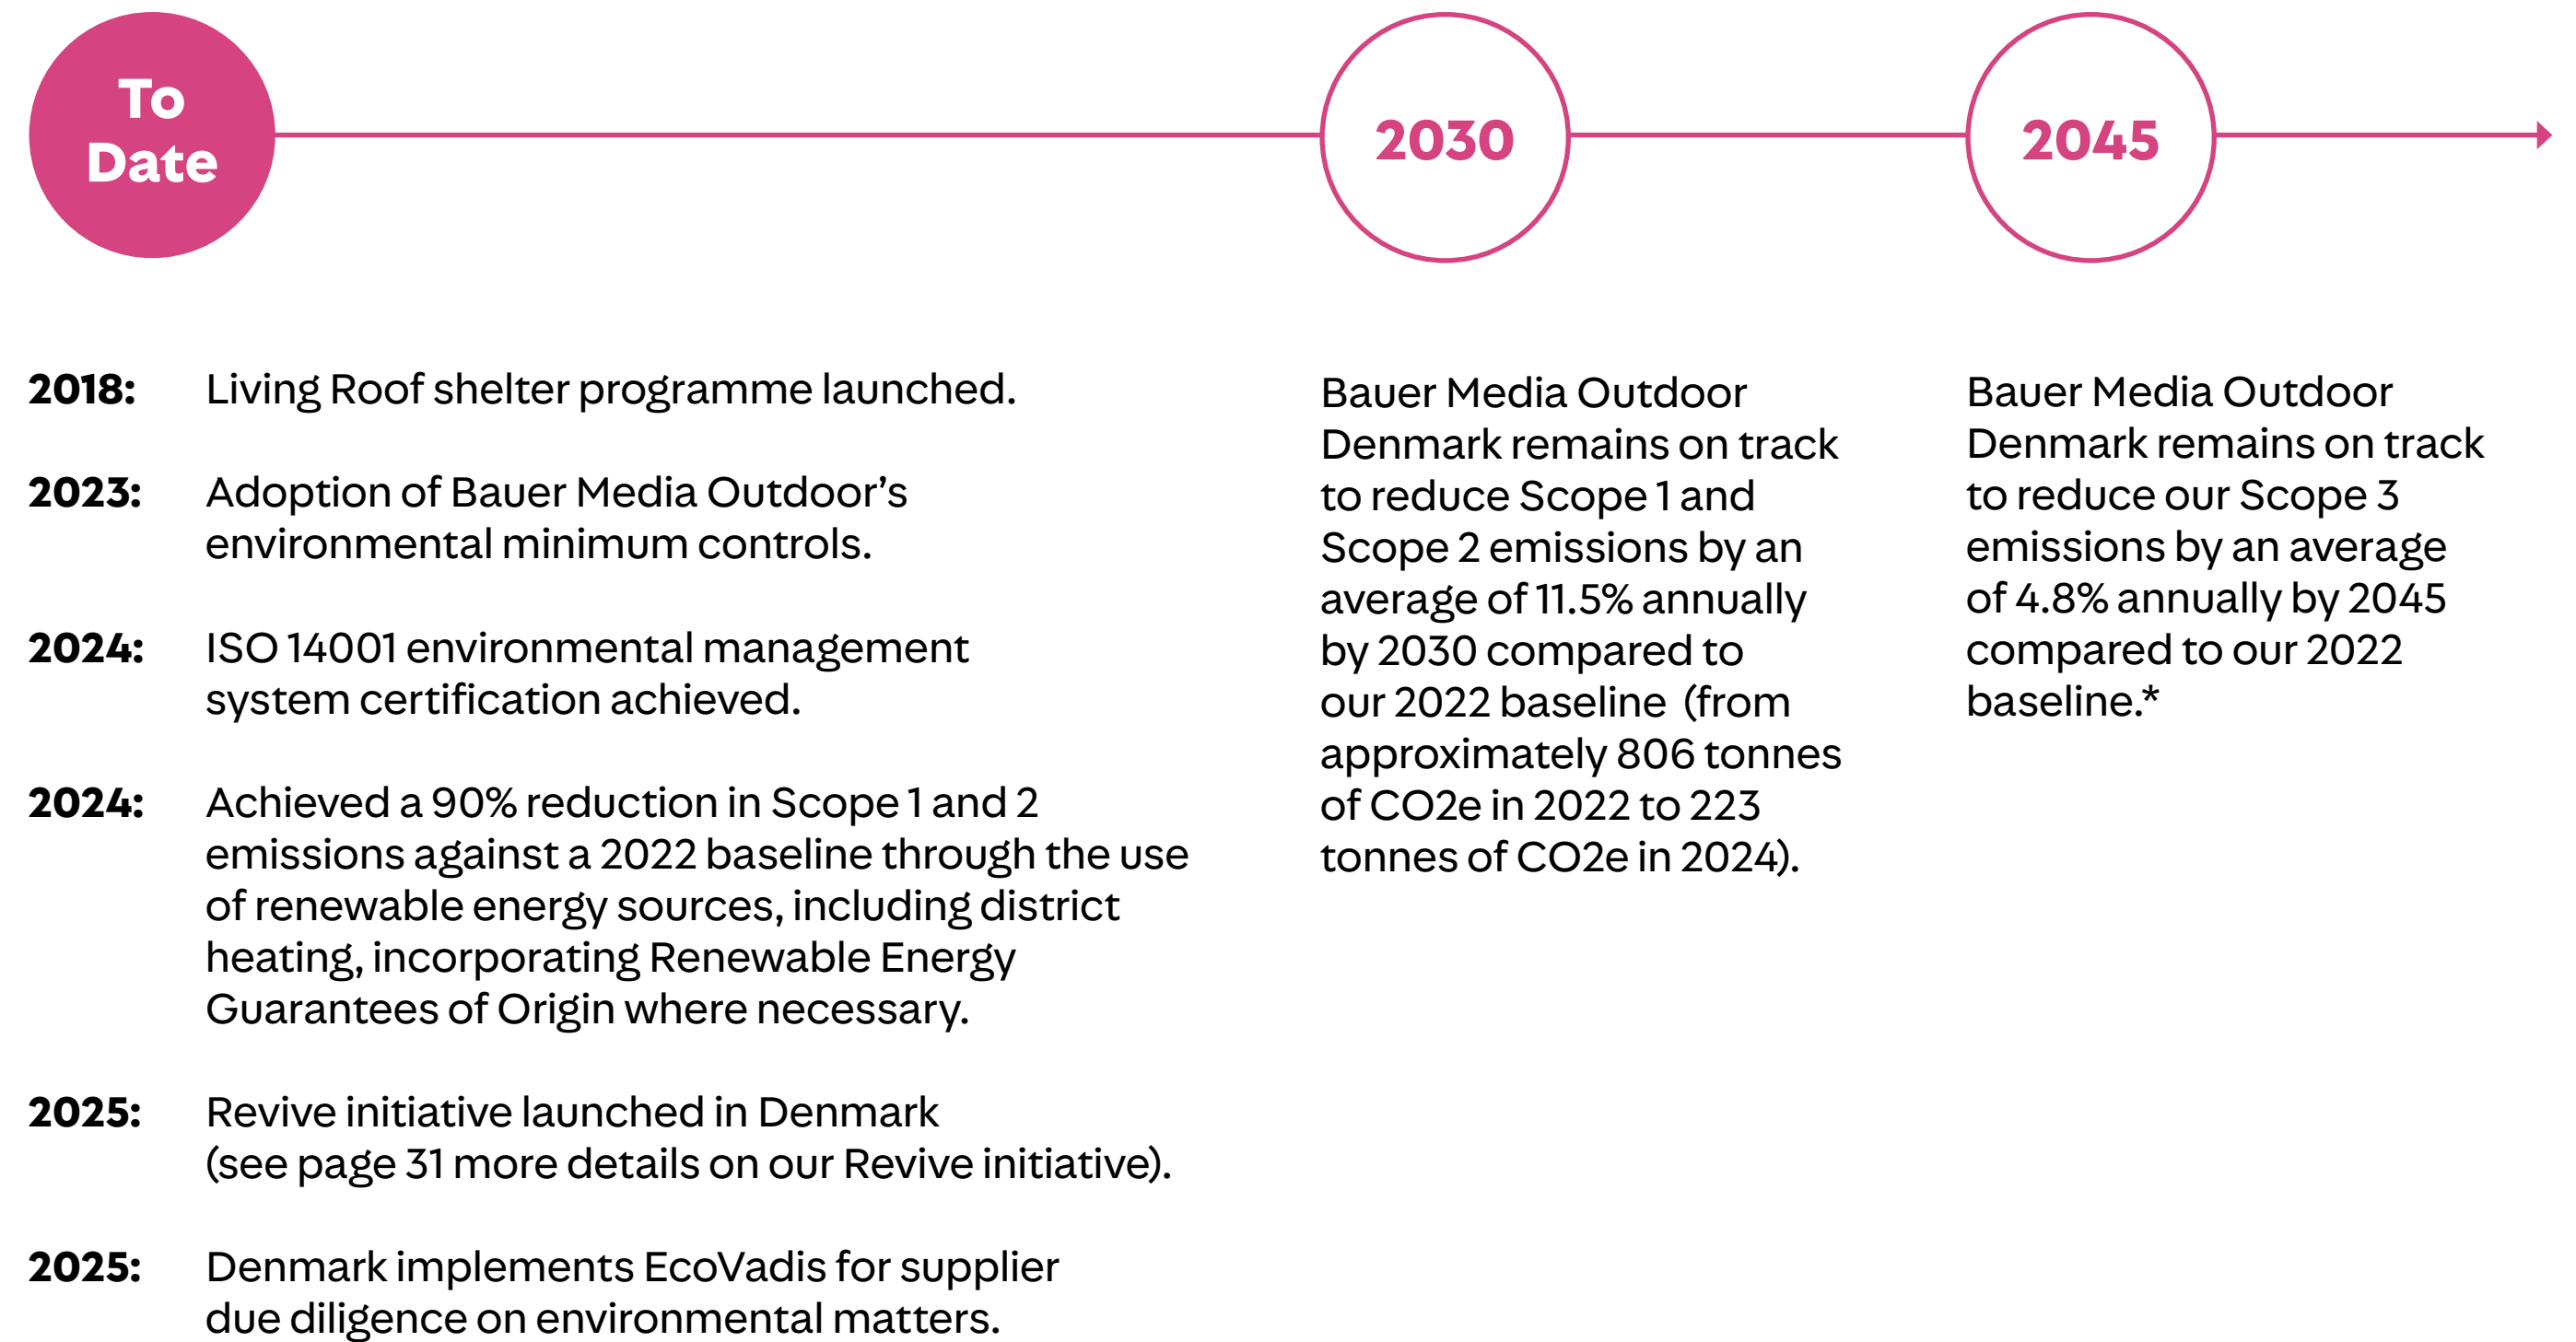 To
Date
2030
2045
2018: Living Roof shelter programme launched.
2023: Adoption of Bauer Media Outdoor’s
environmental minimum controls.
2024: ISO 14001 environmental management
system certification achieved.
2024: Achieved a 90% reduction in Scope 1 and 2
emissions against a 2022 baseline through the use
of renewable energy sources, including district
heating, incorporating Renewable Energy
Guarantees of Origin where necessary.
2025: Revive initiative launched in Denmark
(see page 31 more details on our Revive initiative).
2025: Denmark implements EcoVadis for supplier
due diligence on environmental matters.
Bauer Media Outdoor
Denmark remains on track
to reduce Scope 1 and
Scope 2 emissions by an
average of 11.5% annually
by 2030 compared to
our 2022 baseline (from
approximately 806 tonnes
of CO2e in 2022 to 223
tonnes of CO2e in 2024).
Bauer Media Outdoor
Denmark remains on track
to reduce our Scope 3
emissions by an average
of 4.8% annually by 2045
compared to our 2022
baseline.*